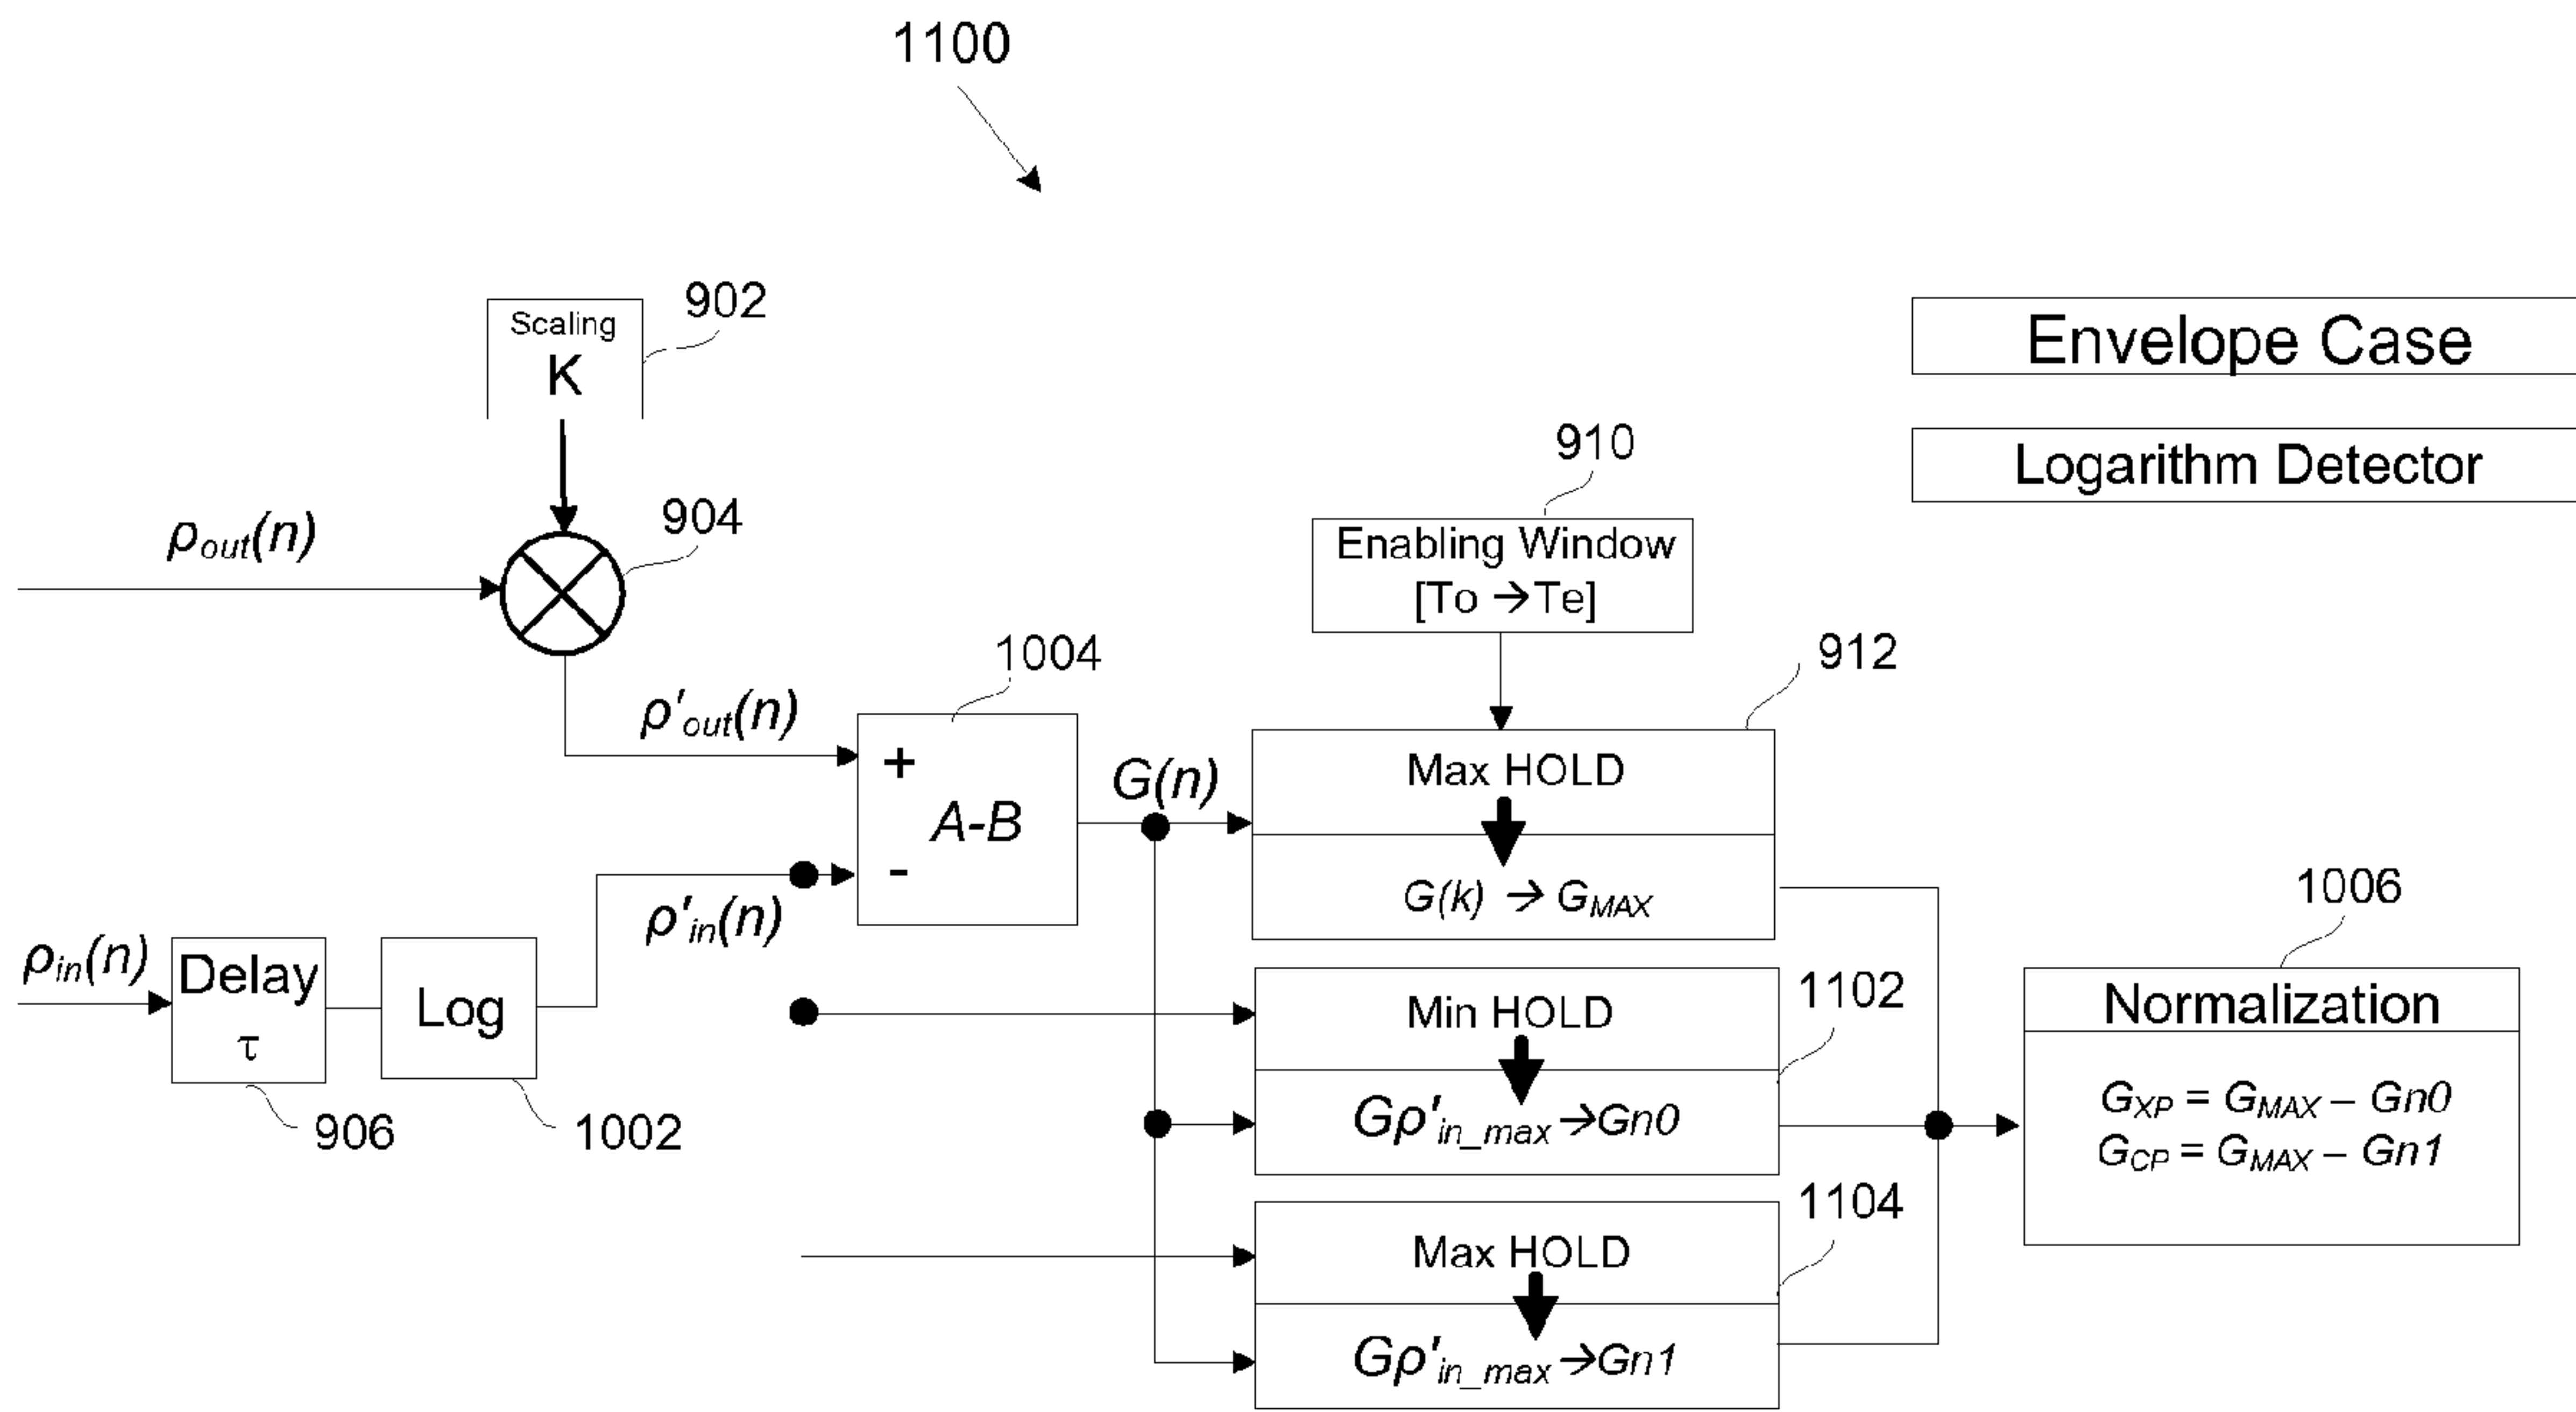 1100
Scaling
K
902
Envelope Case
Logarithm Detector
ρout(n)
904
910
Enabling Window
[To →Te]
912
1004
ρ'out(n)
+
A-B
-
G(n)
Max HOLD
G(k) → GMAX
ρin(n)
Delay
τ
906
Log
1002
ρ'in(n)
Min HOLD
Gρ'in_max→Gn0
1102
Max HOLD
Gρ'in_max→Gn1
1104
1006
Normalization
GXP = GMAX – Gn0
GCP = GMAX – Gn1